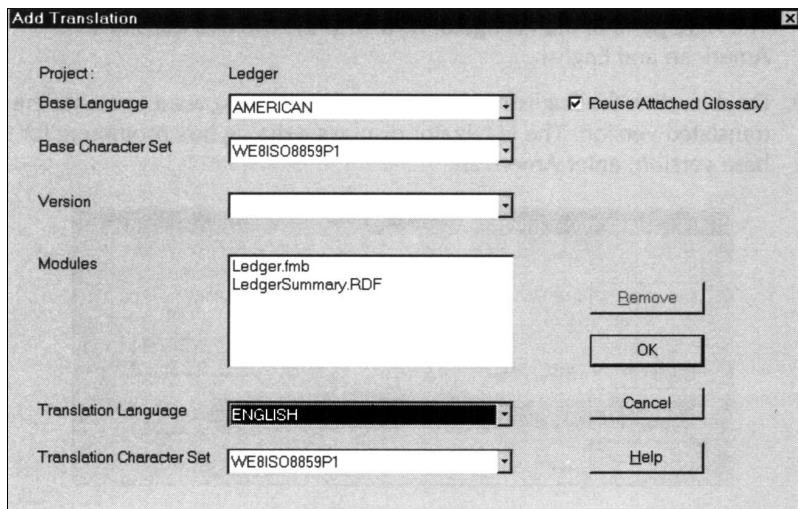 Add Translation
Project: Ledger
Base Language AMERICAN
Reuse Attached Glossary
Base Character Set WE8ISO8859P1
Version
Modules
Ledger.fmb
LedgerSummary.RDF
Remove
OK
Translation Language ENGLISH
Cancel
Translation Character Set WE8ISO8859P1
Help